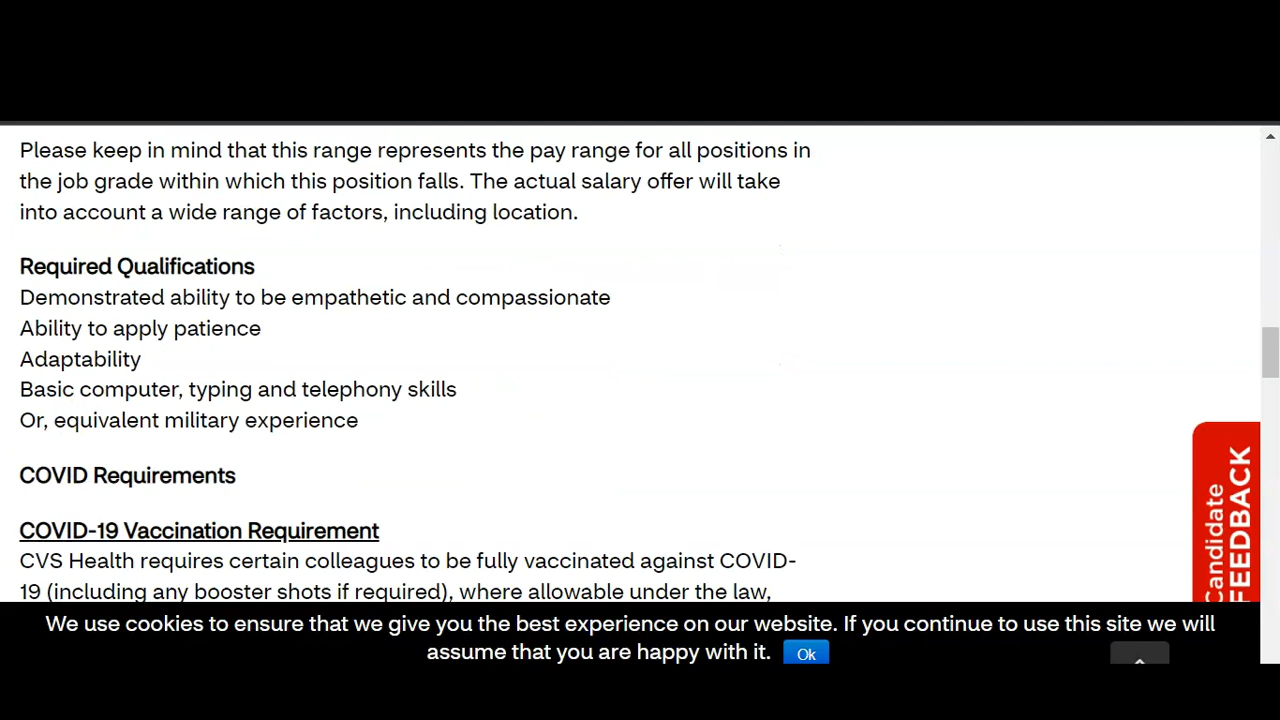 Please keep in mind that this range represents the pay range for all positions in
the job grade within which this position falls. The actual salary offer will take
into account a wide range of factors, including location.
Required Qualifications
Demonstrated ability to be empathetic and compassionate
Ability to apply patience
Adaptability
Basic computer, typing and telephony skills
Or, equivalent military experience
COVID Requirements
COVID-19 Vaccination Requirement
CVS Health requires certain colleagues to be fully vaccinated against COVID-
19 (including any booster shots if required), where allowable under the law,
Candidate
FEEDBACK
We use cookies to ensure that we give you the best experience on our website. If you continue to use this site we will
assume that you are happy with it.
Ok